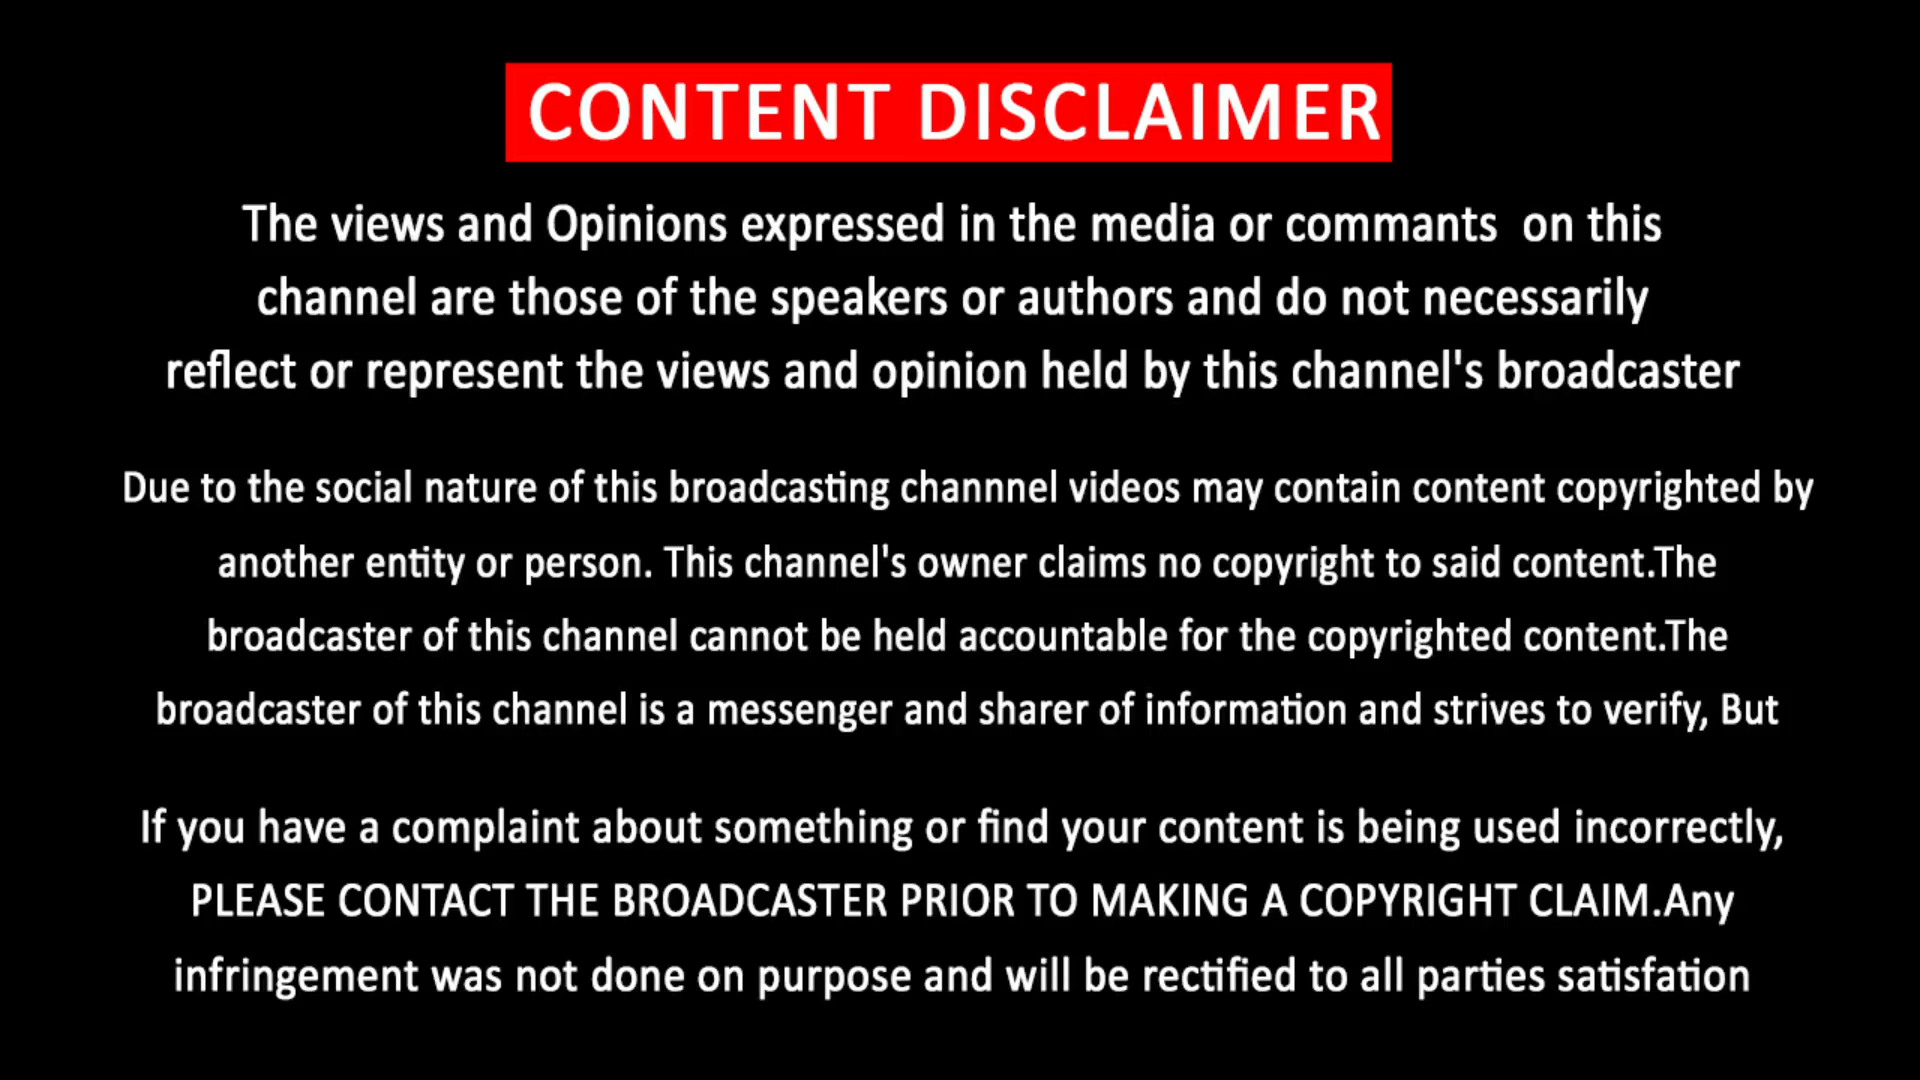 CONTENT DISCLAIMER
The views and Opinions expressed in the media or commants on this
channel are those of the speakers or authors and do not necessarily
reflect or represent the views and opinion held by this channel's broadcaster
Due to the social nature of this broadcasting channnel videos may contain content copyrighted by
another entity or person. This channel's owner claims no copyright to said content.The
broadcaster of this channel cannot be held accountable for the copyrighted content.The
broadcaster of this channel is a messenger and sharer of information and strives to verify, But
If you have a complaint about something or find your content is being used incorrectly,
PLEASE CONTACT THE BROADCASTER PRIOR TO MAKING A COPYRIGHT CLAIM.Any
infringement was not done on purpose and will be rectified to all parties satisfation